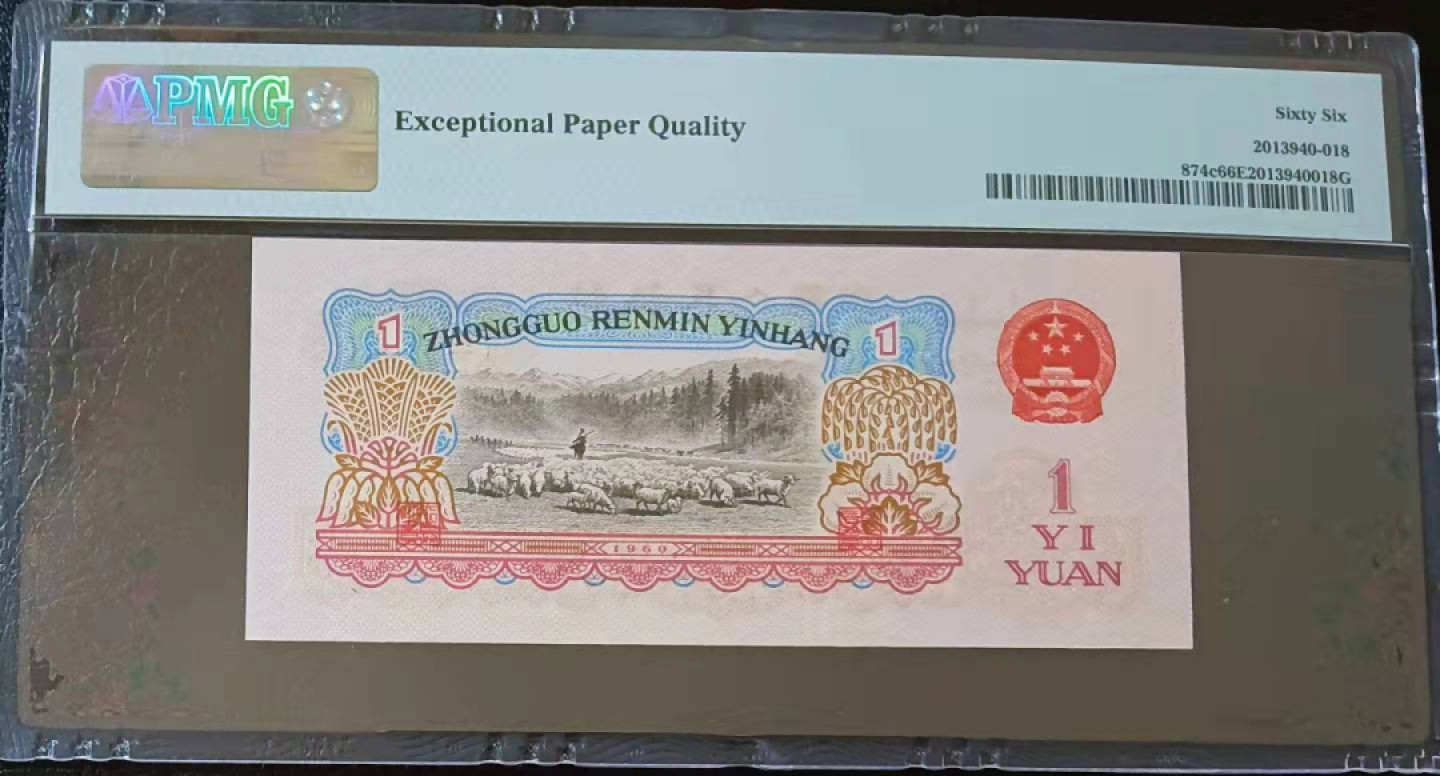 PMG
Exceptional Paper Quality
Sixty Six
2013940-018
874c66E2013940018G
1 ZHONGGUO RENMIN YINHANG 1
1960
1
YI
YUAN